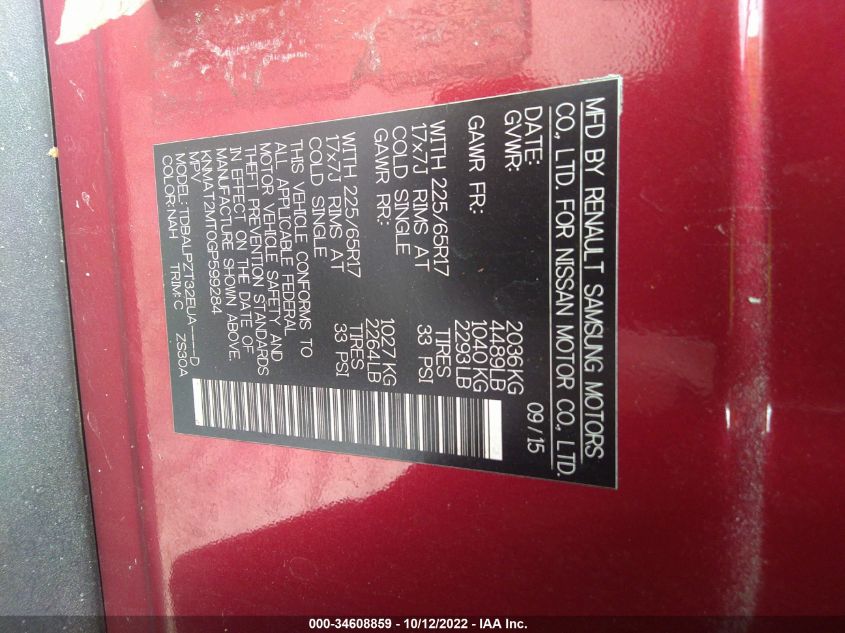 MFD BY RENAULT SAMSUNG MOTORS
CO., LTD. FOR NISSAN MOTOR CO., LTD.
DATE: 09/15
GVWR: 2036KG
4489LB
GAWR FR: 1040KG
2293LB
WITH 225/65R17 TIRES
17x7J RIMS AT 33 PSI
COLD SINGLE
GAWR RR: 1027KG
2264LB
WITH 225/65R17 TIRES
17x7J RIMS AT 33 PSI
COLD SINGLE
THIS VEHICLE CONFORMS TO
ALL APPLICABLE FEDERAL
MOTOR VEHICLE SAFETY AND
THEFT PREVENTION STANDARDS
IN EFFECT ON THE DATE OF
MANUFACTURE SHOWN ABOVE.
KNMAT2MT0GP599284
MPV
MODEL: TDBALPZT32EUA----D
COLOR:NAH TRIM:C ZS30A
000-34608859 - 10/12/2022 - IAA Inc.